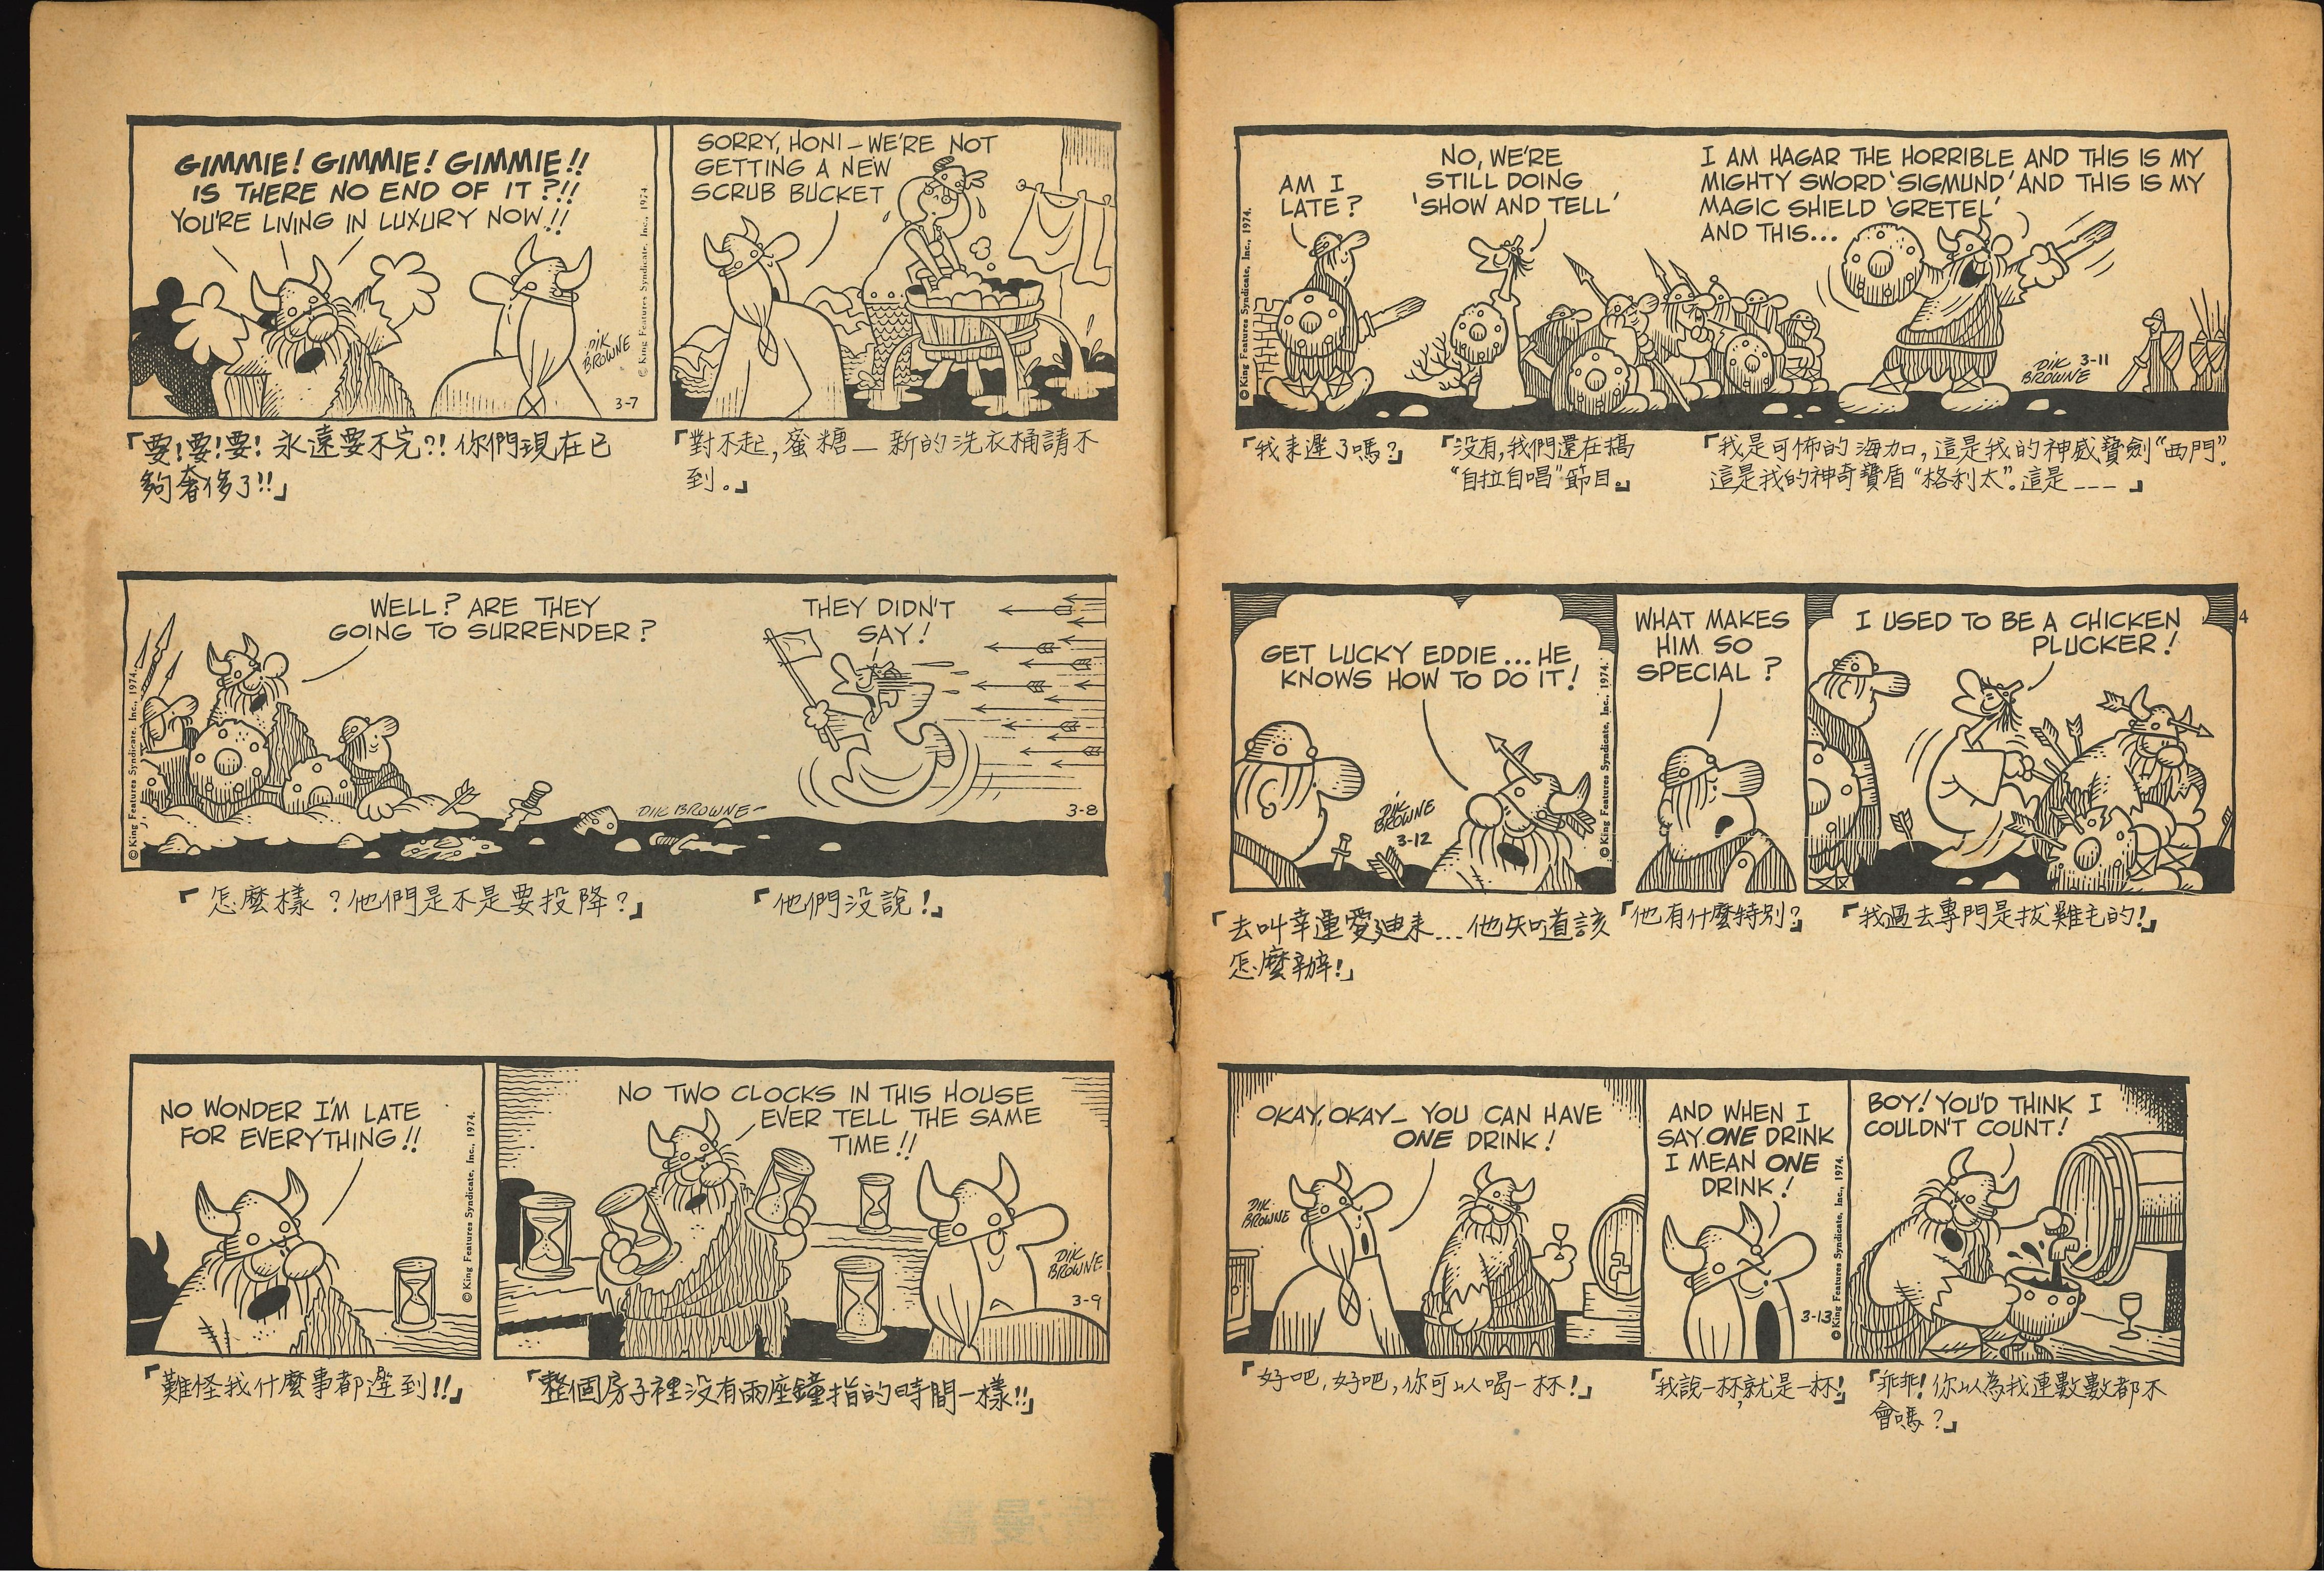 GIMMIE! GIMMIE! GIMMIE!!
IS THERE NO END OF IT?!!
YOU'RE LIVING IN LUXURY NOW!!
DIK
BROWNE
3-7
© King Features Syndicate, Inc., 1974.
SORRY, HONI — WE'RE NOT
GETTING A NEW
SCRUB BUCKET
「要!要!要! 永遠要不完?! 你們現在已
夠奢侈了!!」
「對不起, 蜜糖 — 新的洗衣桶請不
到。」
WELL? ARE THEY
GOING TO SURRENDER?
THEY DIDN'T
SAY!
© King Features Syndicate, Inc., 1974.
DIK BROWNE—
3-8
「怎麼樣?他們是不是要投降?」
「他們没說!」
NO WONDER I'M LATE
FOR EVERYTHING!!
© King Features Syndicate, Inc., 1974.
NO TWO CLOCKS IN THIS HOUSE
EVER TELL THE SAME
TIME!!
DIK
BROWNE
3-9
「難怪我什麼事都遲到!!」
「整個房子裡没有兩座鐘指的時間一樣!!」
AM I
LATE?
NO, WE'RE
STILL DOING
'SHOW AND TELL'
I AM HAGAR THE HORRIBLE AND THIS IS MY
MIGHTY SWORD 'SIGMUND' AND THIS IS MY
MAGIC SHIELD 'GRETEL'
AND THIS...
© King Features Syndicate, Inc., 1974.
DIK
BROWNE
3-11
「我来遲了嗎?」
「没有, 我們還在搞
“自拉自唱”節目。」
「我是可佈的海加, 這是我的神威寶劍“西門”。
這是我的神奇寶盾“格利太”。這是---」
GET LUCKY EDDIE... HE
KNOWS HOW TO DO IT!
DIK
BROWNE
3-12
© King Features Syndicate, Inc., 1974.
WHAT MAKES
HIM SO
SPECIAL?
I USED TO BE A CHICKEN
PLUCKER!
4
「去叫幸運愛迪来... 他知道該
怎麼辦!」
「他有什麼特別?」
「我過去專門是拔雞毛的!」
OKAY, OKAY — YOU CAN HAVE
ONE DRINK!
DIK
BROWNE
AND WHEN I
SAY ONE DRINK
I MEAN ONE
DRINK!
3-13
© King Features Syndicate, Inc., 1974.
BOY! YOU'D THINK I
COULDN'T COUNT!
「好吧, 好吧, 你可以喝一杯!」
「我說一杯, 就是一杯!」
「乖乖! 你以為我連數數都不
會嗎?」